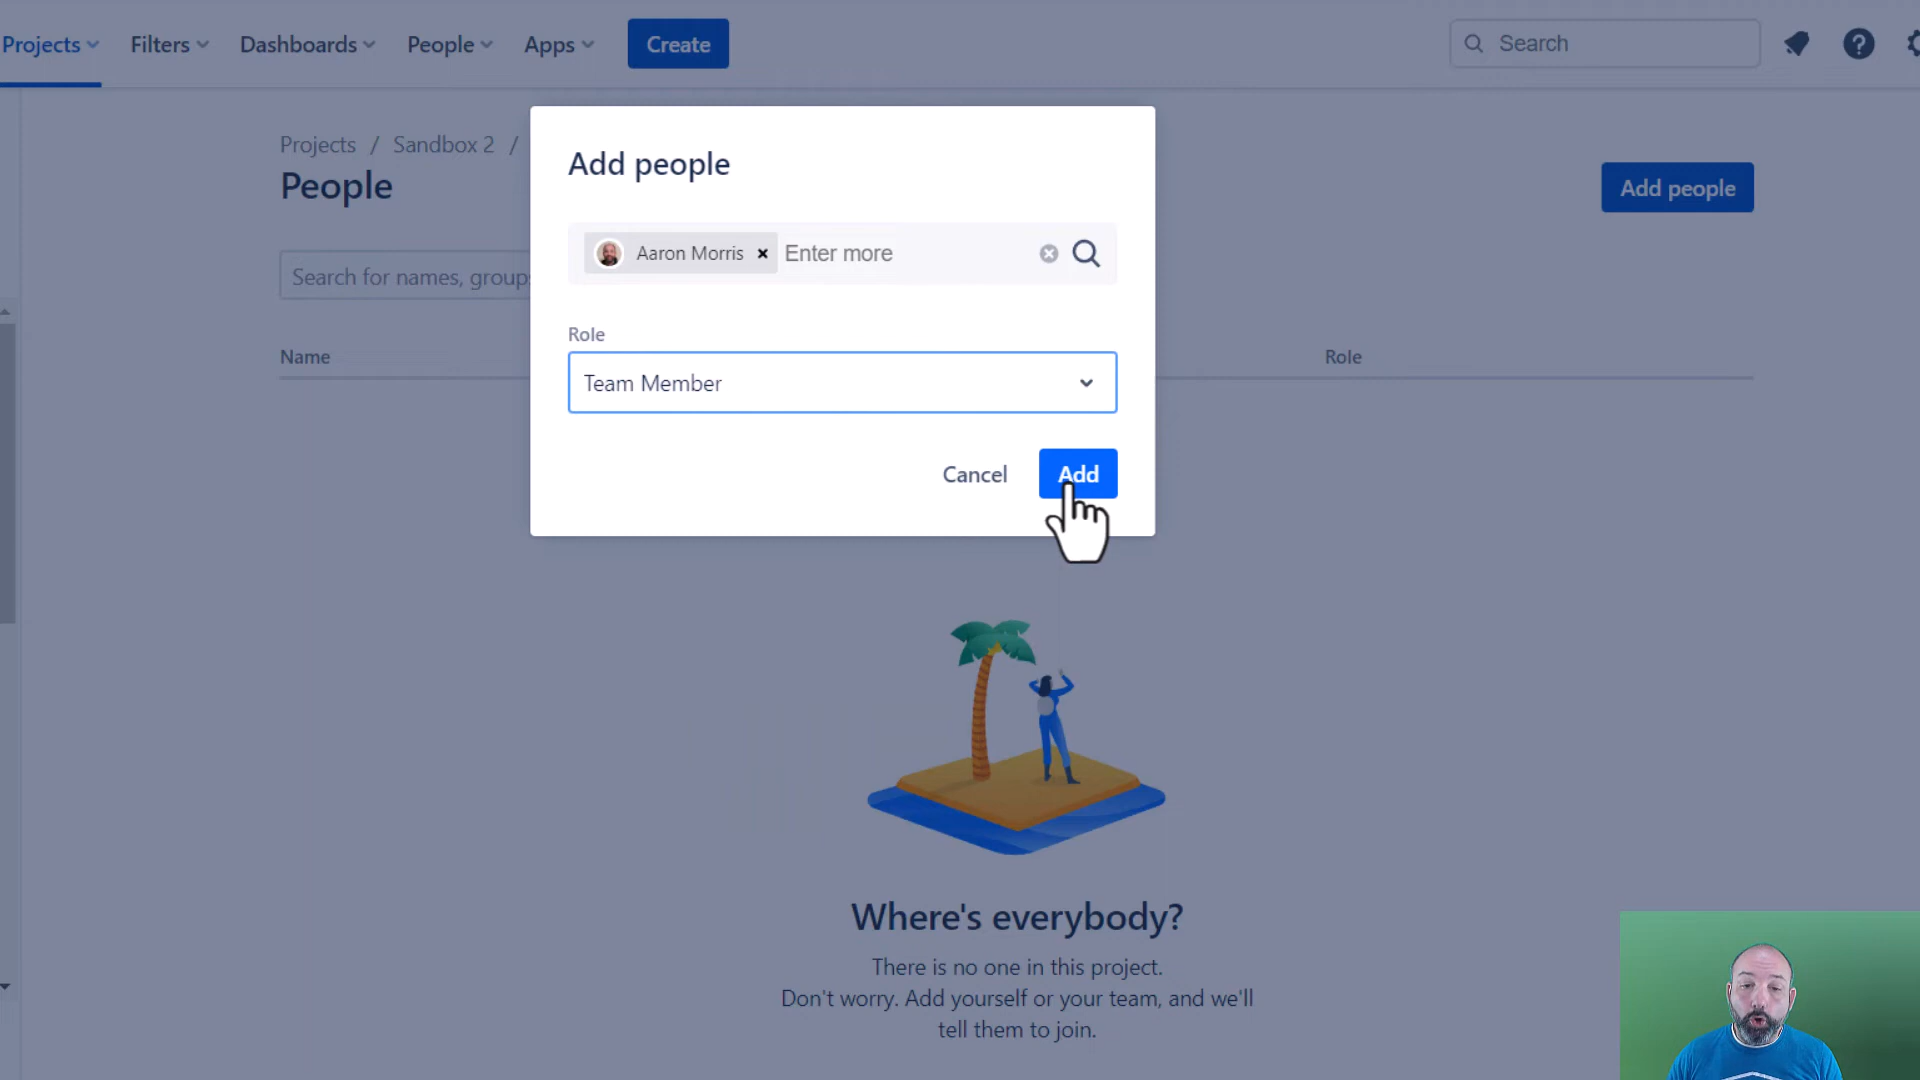 Projects Filters Dashboards People Apps Create Search
Projects / Sandbox 2 /
People
Add people
Search for names, groups
Name Role
Add people
Aaron Morris × Enter more
Role
Team Member
Cancel Add
Where's everybody?
There is no one in this project.
Don't worry. Add yourself or your team, and we'll
tell them to join.